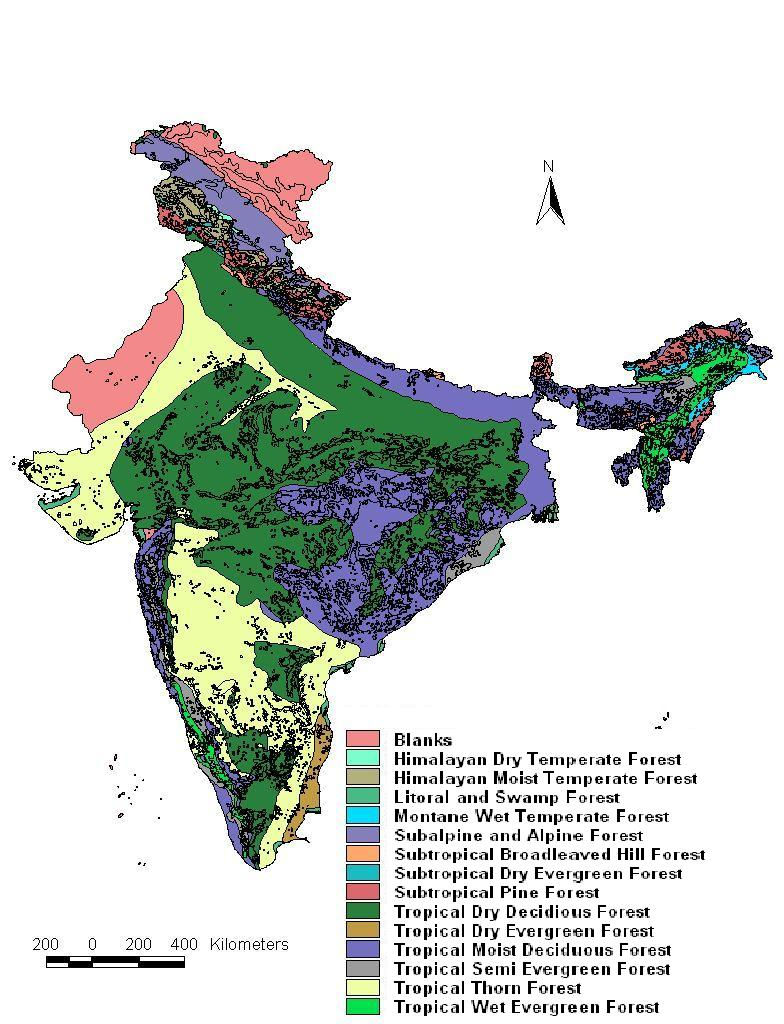 N
Blanks
Himalayan Dry Temperate Forest
Himalayan Moist Temperate Forest
Litoral and Swamp Forest
Montane Wet Temperate Forest
Subalpine and Alpine Forest
Subtropical Broadleaved Hill Forest
Subtropical Dry Evergreen Forest
Subtropical Pine Forest
Tropical Dry Decidious Forest
Tropical Dry Evergreen Forest
Tropical Moist Deciduous Forest
Tropical Semi Evergreen Forest
Tropical Thorn Forest
Tropical Wet Evergreen Forest
200 0 200 400 Kilometers